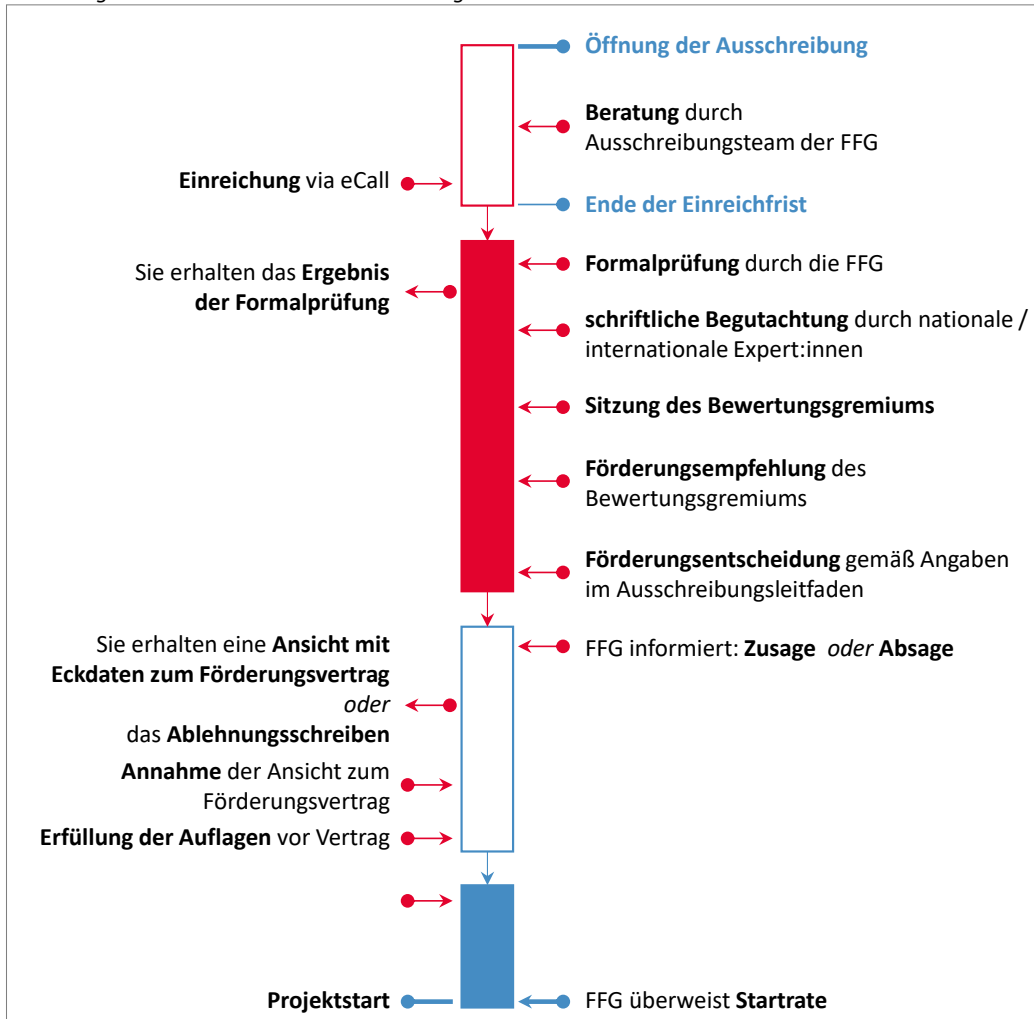 Öffnung der Ausschreibung
Beratung durch
Ausschreibungsteam der FFG
Einreichung via eCall
Ende der Einreichfrist
Formalprüfung durch die FFG
Sie erhalten das Ergebnis
der Formalprüfung
schriftliche Begutachtung durch nationale /
internationale Expert:innen
Sitzung des Bewertungsgremiums
Förderungsempfehlung des
Bewertungsgremiums
Förderungsentscheidung gemäß Angaben
im Ausschreibungsleitfaden
FFG informiert: Zusage oder Absage
Sie erhalten eine Ansicht mit
Eckdaten zum Förderungsvertrag
oder
das Ablehnungsschreiben
Annahme der Ansicht zum
Förderungsvertrag
Erfüllung der Auflagen vor Vertrag
Projektstart
FFG überweist Startrate